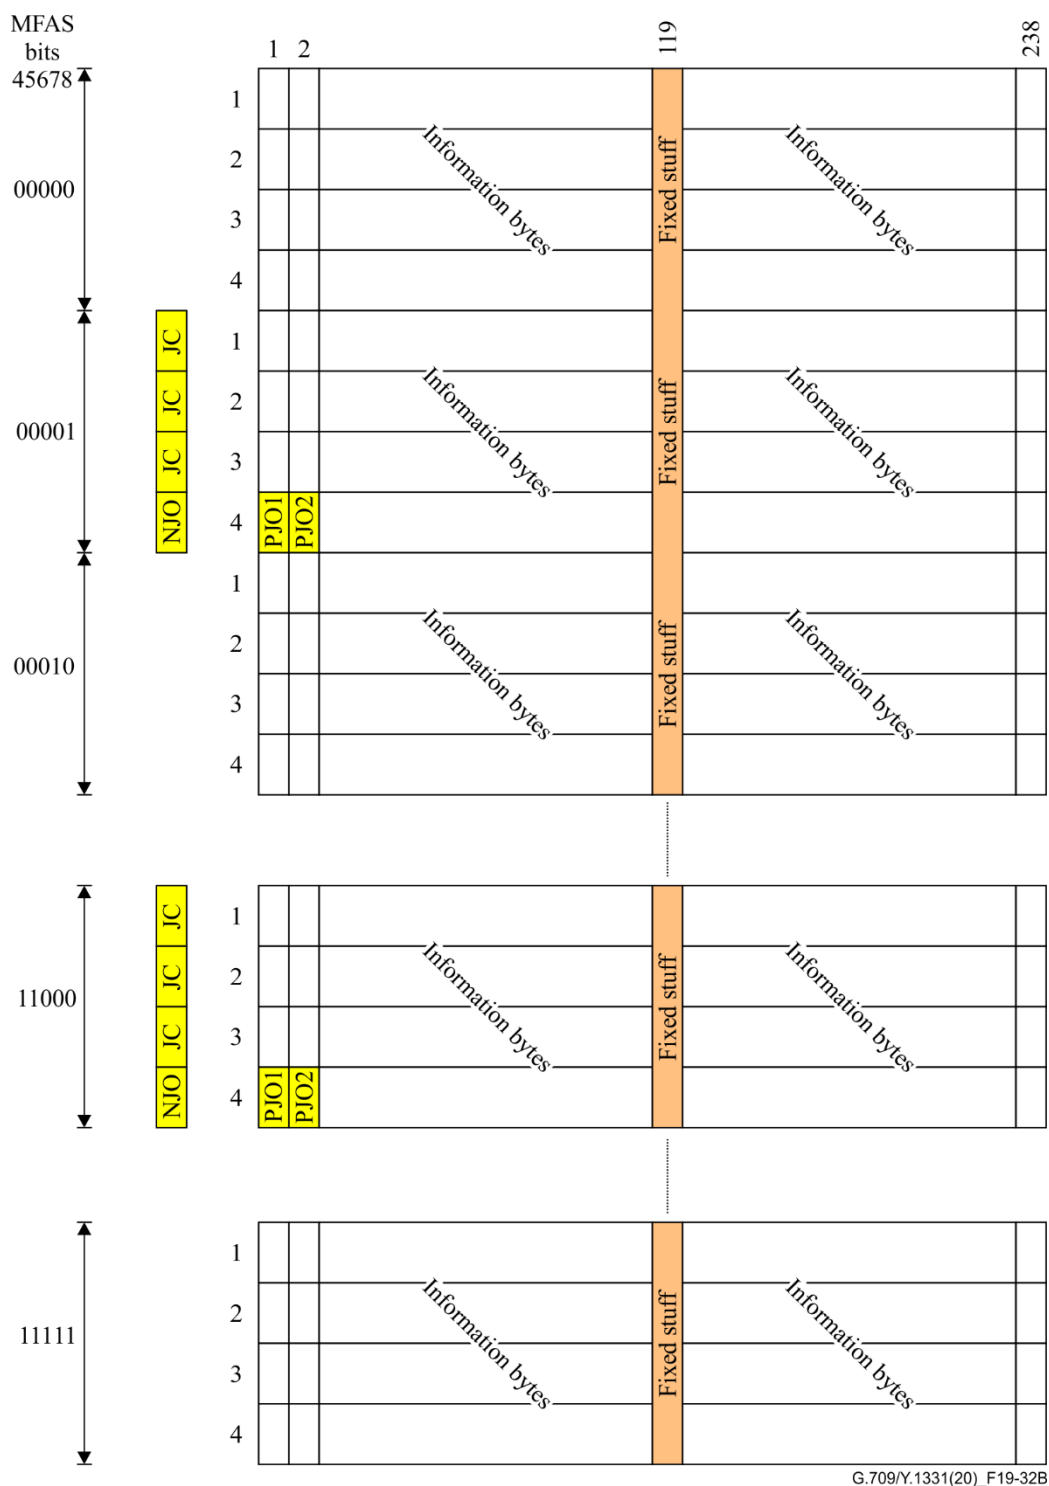 MFAS
bits
45678
1 2 119 238
00000
1
2
3
4
Information bytes
Fixed stuff
Information bytes
00001
JC
JC
JC
NJO
1
2
3
4
PJO1
PJO2
Information bytes
Fixed stuff
Information bytes
00010
1
2
3
4
Information bytes
Fixed stuff
Information bytes
11000
JC
JC
JC
NJO
1
2
3
4
PJO1
PJO2
Information bytes
Fixed stuff
Information bytes
11111
1
2
3
4
Information bytes
Fixed stuff
Information bytes
G.709/Y.1331(20)_F19-32B